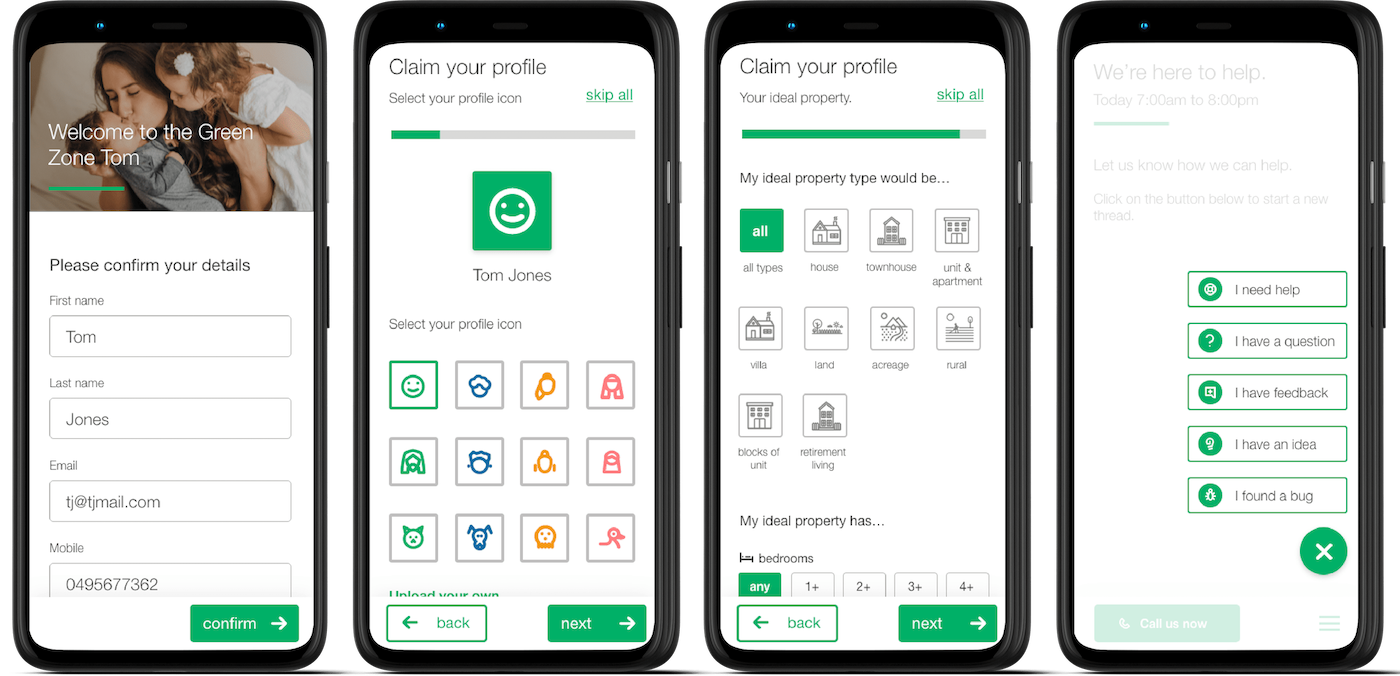 Welcome to the Green
Zone Tom
Please confirm your details
First name
Tom
Last name
Jones
Email
tj@tjmail.com
Mobile
0495677362
confirm
Claim your profile
Select your profile icon
skip all
Tom Jones
Select your profile icon
Upload your own
back
next
Claim your profile
Your ideal property.
skip all
My ideal property type would be...
all
all types
house
townhouse
unit &
apartment
villa
land
acreage
rural
blocks of
unit
retirement
living
My ideal property has...
bedrooms
any
1+
2+
3+
4+
back
next
We're here to help.
Today 7:00am to 8:00pm
Let us know how we can help.
Click on the button below to start a new
thread.
I need help
I have a question
I have feedback
I have an idea
I found a bug
Call us now